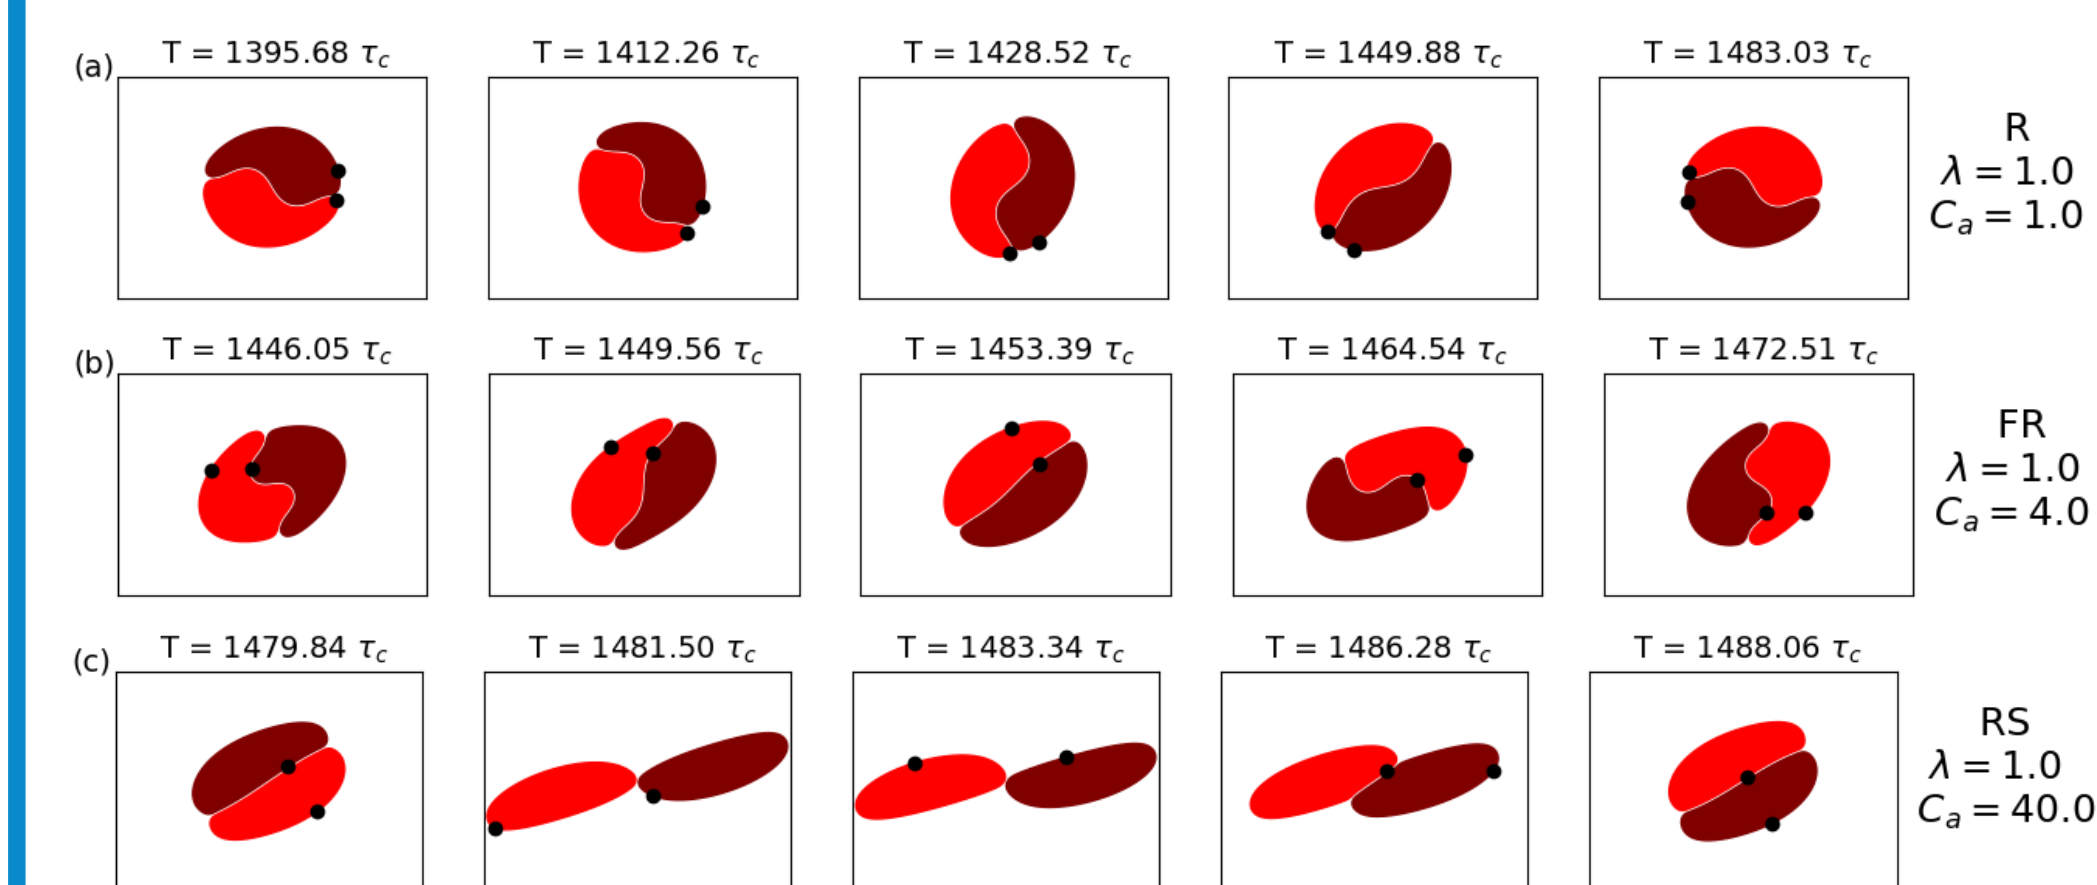 (a)
T = 1395.68 τc
T = 1412.26 τc
T = 1428.52 τc
T = 1449.88 τc
T = 1483.03 τc
R
λ = 1.0
Ca = 1.0
(b)
T = 1446.05 τc
T = 1449.56 τc
T = 1453.39 τc
T = 1464.54 τc
T = 1472.51 τc
FR
λ = 1.0
Ca = 4.0
(c)
T = 1479.84 τc
T = 1481.50 τc
T = 1483.34 τc
T = 1486.28 τc
T = 1488.06 τc
RS
λ = 1.0
Ca = 40.0